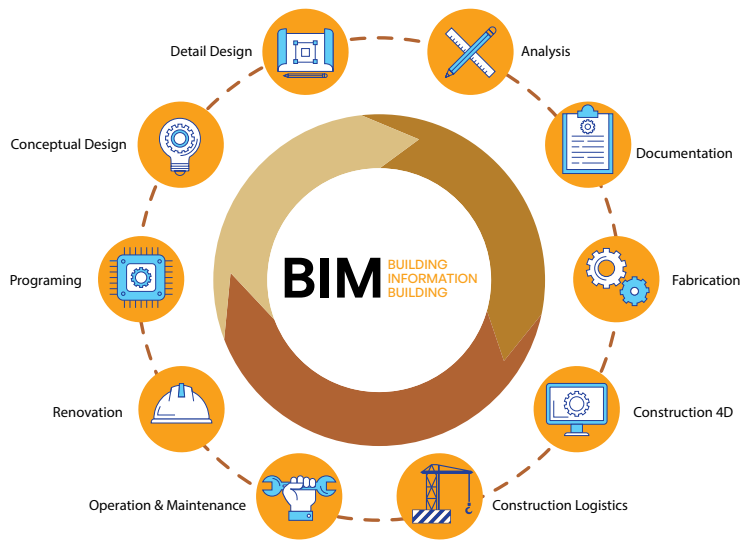 Detail Design
Analysis
Conceptual Design
Documentation
Programing
BIM
BUILDING
INFORMATION
BUILDING
Fabrication
Renovation
Construction 4D
Operation & Maintenance
Construction Logistics